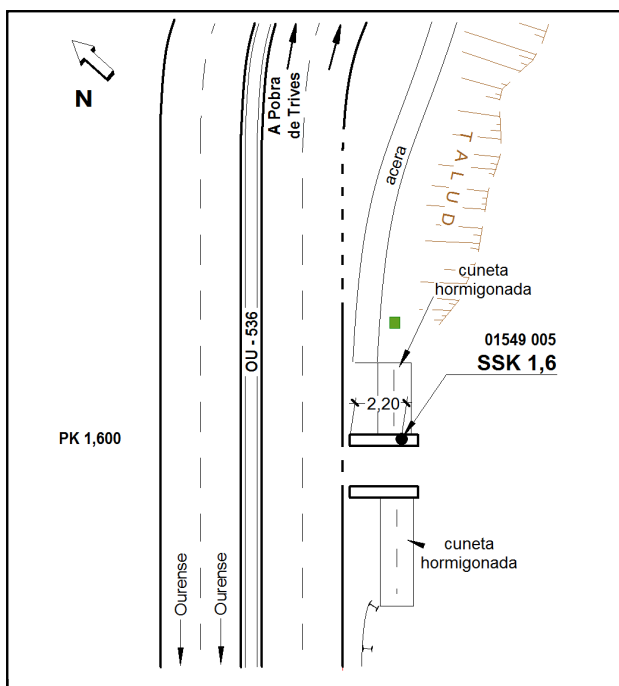 N
A Pobra
de Trives
acera
TALUD
cuneta
hormigonada
OU - 536
01549 005
SSK 1,6
2,20
PK 1,600
cuneta
hormigonada
Ourense
Ourense